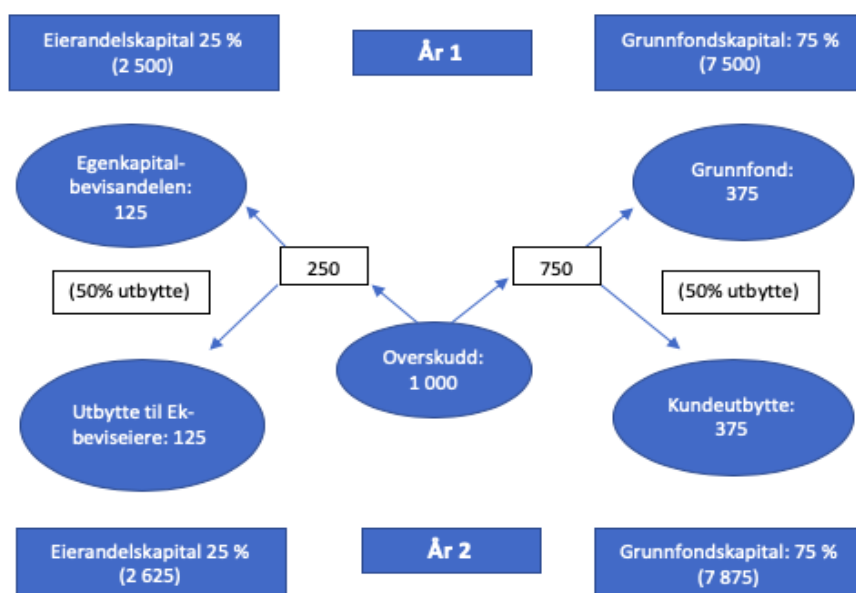 Eierandelskapital 25 %
(2 500)
År 1
Grunnfondskapital: 75 %
(7 500)
Egenkapital-
bevisandelen:
125
Grunnfond:
375
250
750
(50% utbytte)
(50% utbytte)
Overskudd:
1 000
Utbytte til Ek-
beviseiere: 125
Kundeutbytte:
375
Eierandelskapital 25 %
(2 625)
År 2
Grunnfondskapital: 75 %
(7 875)